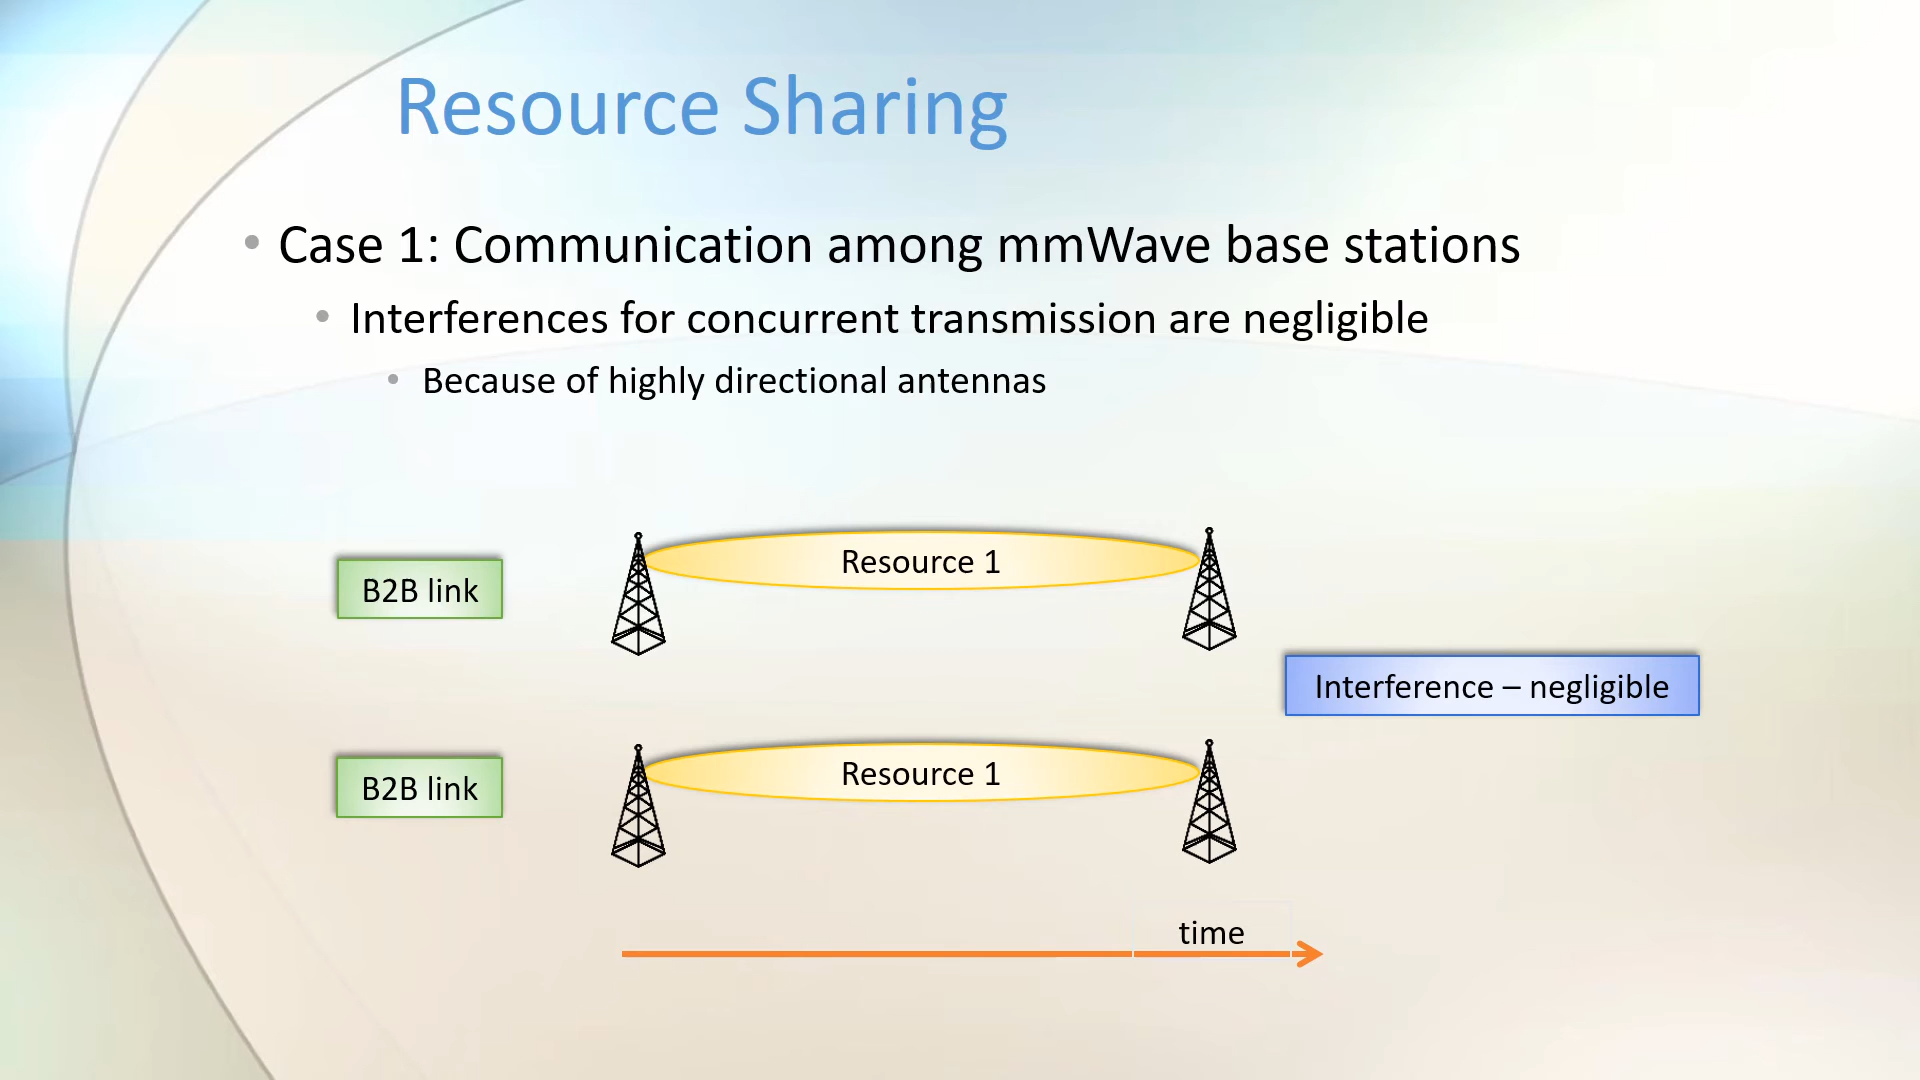 Resource Sharing
• Case 1: Communication among mmWave base stations
• Interferences for concurrent transmission are negligible
• Because of highly directional antennas
B2B link
Resource 1
Interference – negligible
B2B link
Resource 1
time